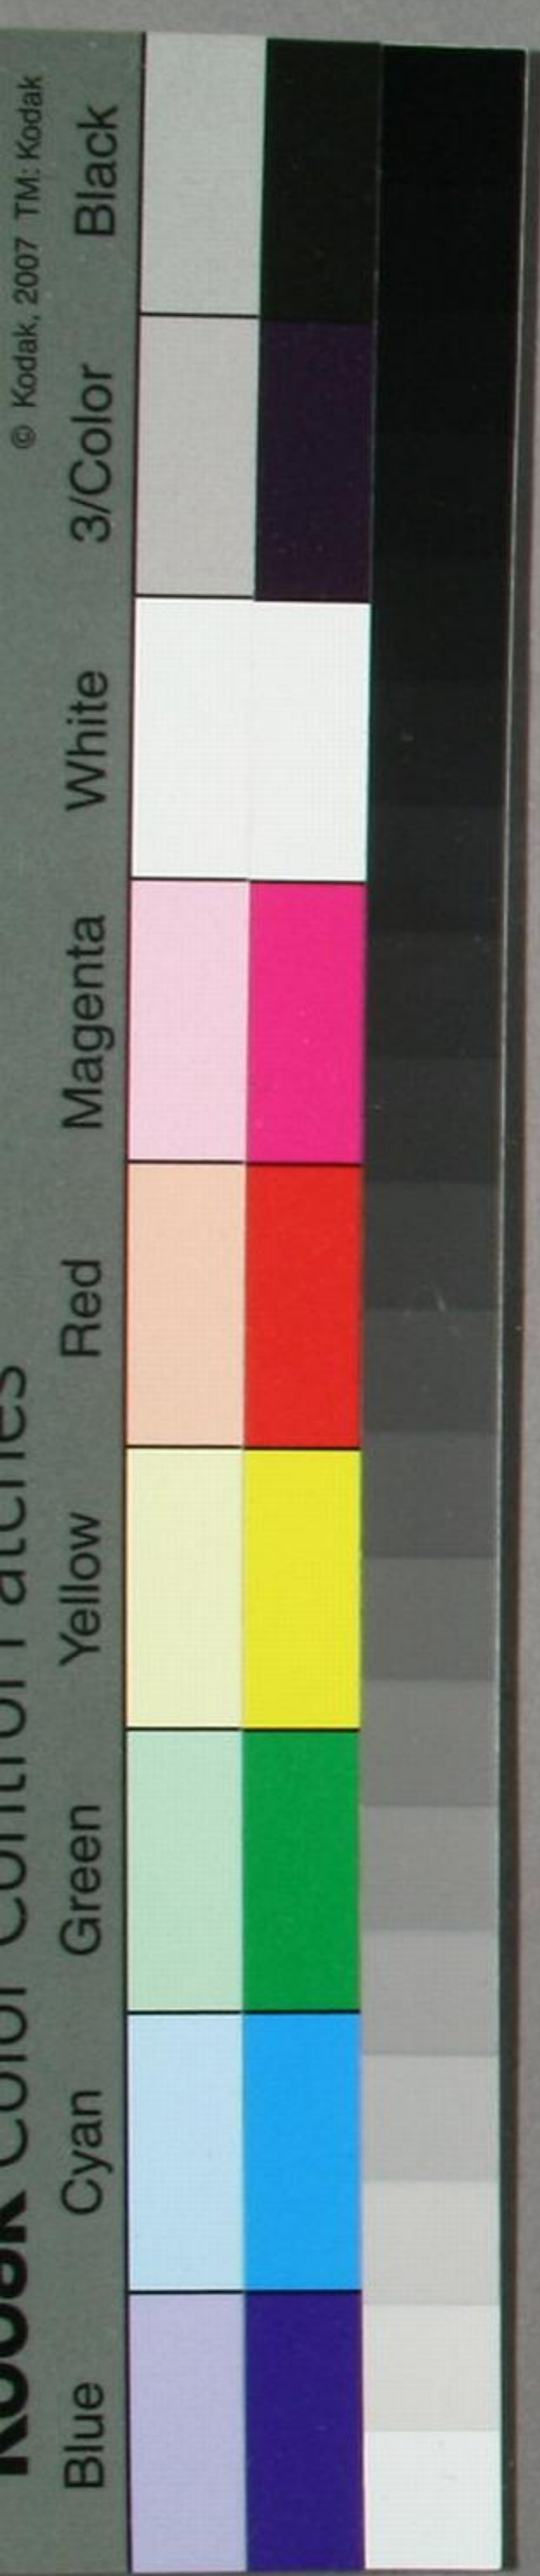 Kodak Color Control Patches
© Kodak, 2007 TM: Kodak
Blue Cyan Green Yellow Red Magenta White 3/Color Black